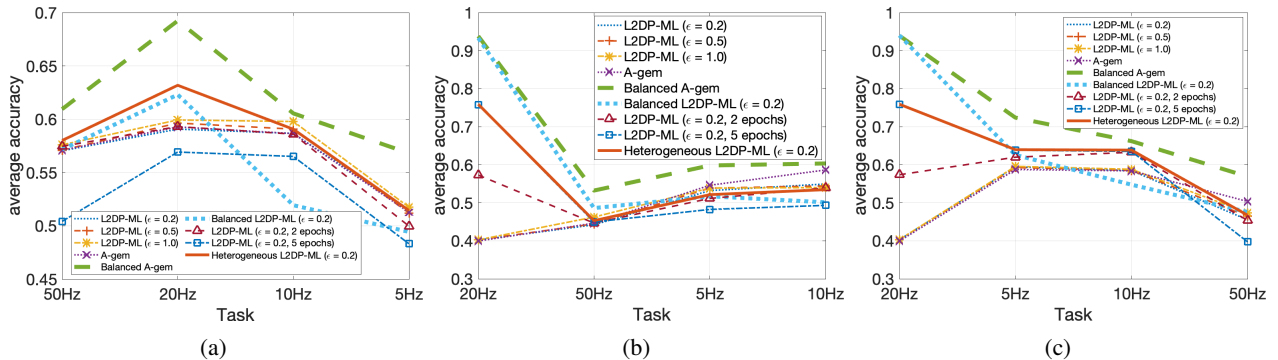 0.7
0.65
0.6
0.55
0.5
0.45
average accuracy
L2DP-ML (ϵ = 0.2)
L2DP-ML (ϵ = 0.5)
L2DP-ML (ϵ = 1.0)
A-gem
Balanced A-gem
Balanced L2DP-ML (ϵ = 0.2)
L2DP-ML (ϵ = 0.2, 2 epochs)
L2DP-ML (ϵ = 0.2, 5 epochs)
Heterogeneous L2DP-ML (ϵ = 0.2)
50Hz 20Hz 10Hz 5Hz
Task
(a)
1
0.9
0.8
0.7
0.6
0.5
0.4
0.3
average accuracy
L2DP-ML (ϵ = 0.2)
L2DP-ML (ϵ = 0.5)
L2DP-ML (ϵ = 1.0)
A-gem
Balanced A-gem
Balanced L2DP-ML (ϵ = 0.2)
L2DP-ML (ϵ = 0.2, 2 epochs)
L2DP-ML (ϵ = 0.2, 5 epochs)
Heterogeneous L2DP-ML (ϵ = 0.2)
20Hz 50Hz 5Hz 10Hz
Task
(b)
1
0.9
0.8
0.7
0.6
0.5
0.4
0.3
average accuracy
L2DP-ML (ϵ = 0.2)
L2DP-ML (ϵ = 0.5)
L2DP-ML (ϵ = 1.0)
A-gem
Balanced A-gem
Balanced L2DP-ML (ϵ = 0.2)
L2DP-ML (ϵ = 0.2, 2 epochs)
L2DP-ML (ϵ = 0.2, 5 epochs)
Heterogeneous L2DP-ML (ϵ = 0.2)
20Hz 5Hz 10Hz 50Hz
Task
(c)